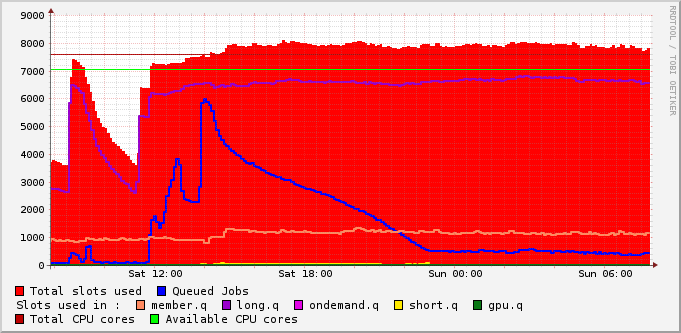 9000
8000
7000
6000
5000
4000
3000
2000
1000
0
Sat 12:00 Sat 18:00 Sun 00:00 Sun 06:00
RRDTOOL / TOBI OETIKER
Total slots used Queued Jobs
Slots used in : member.q long.q ondemand.q short.q gpu.q
Total CPU cores Available CPU cores